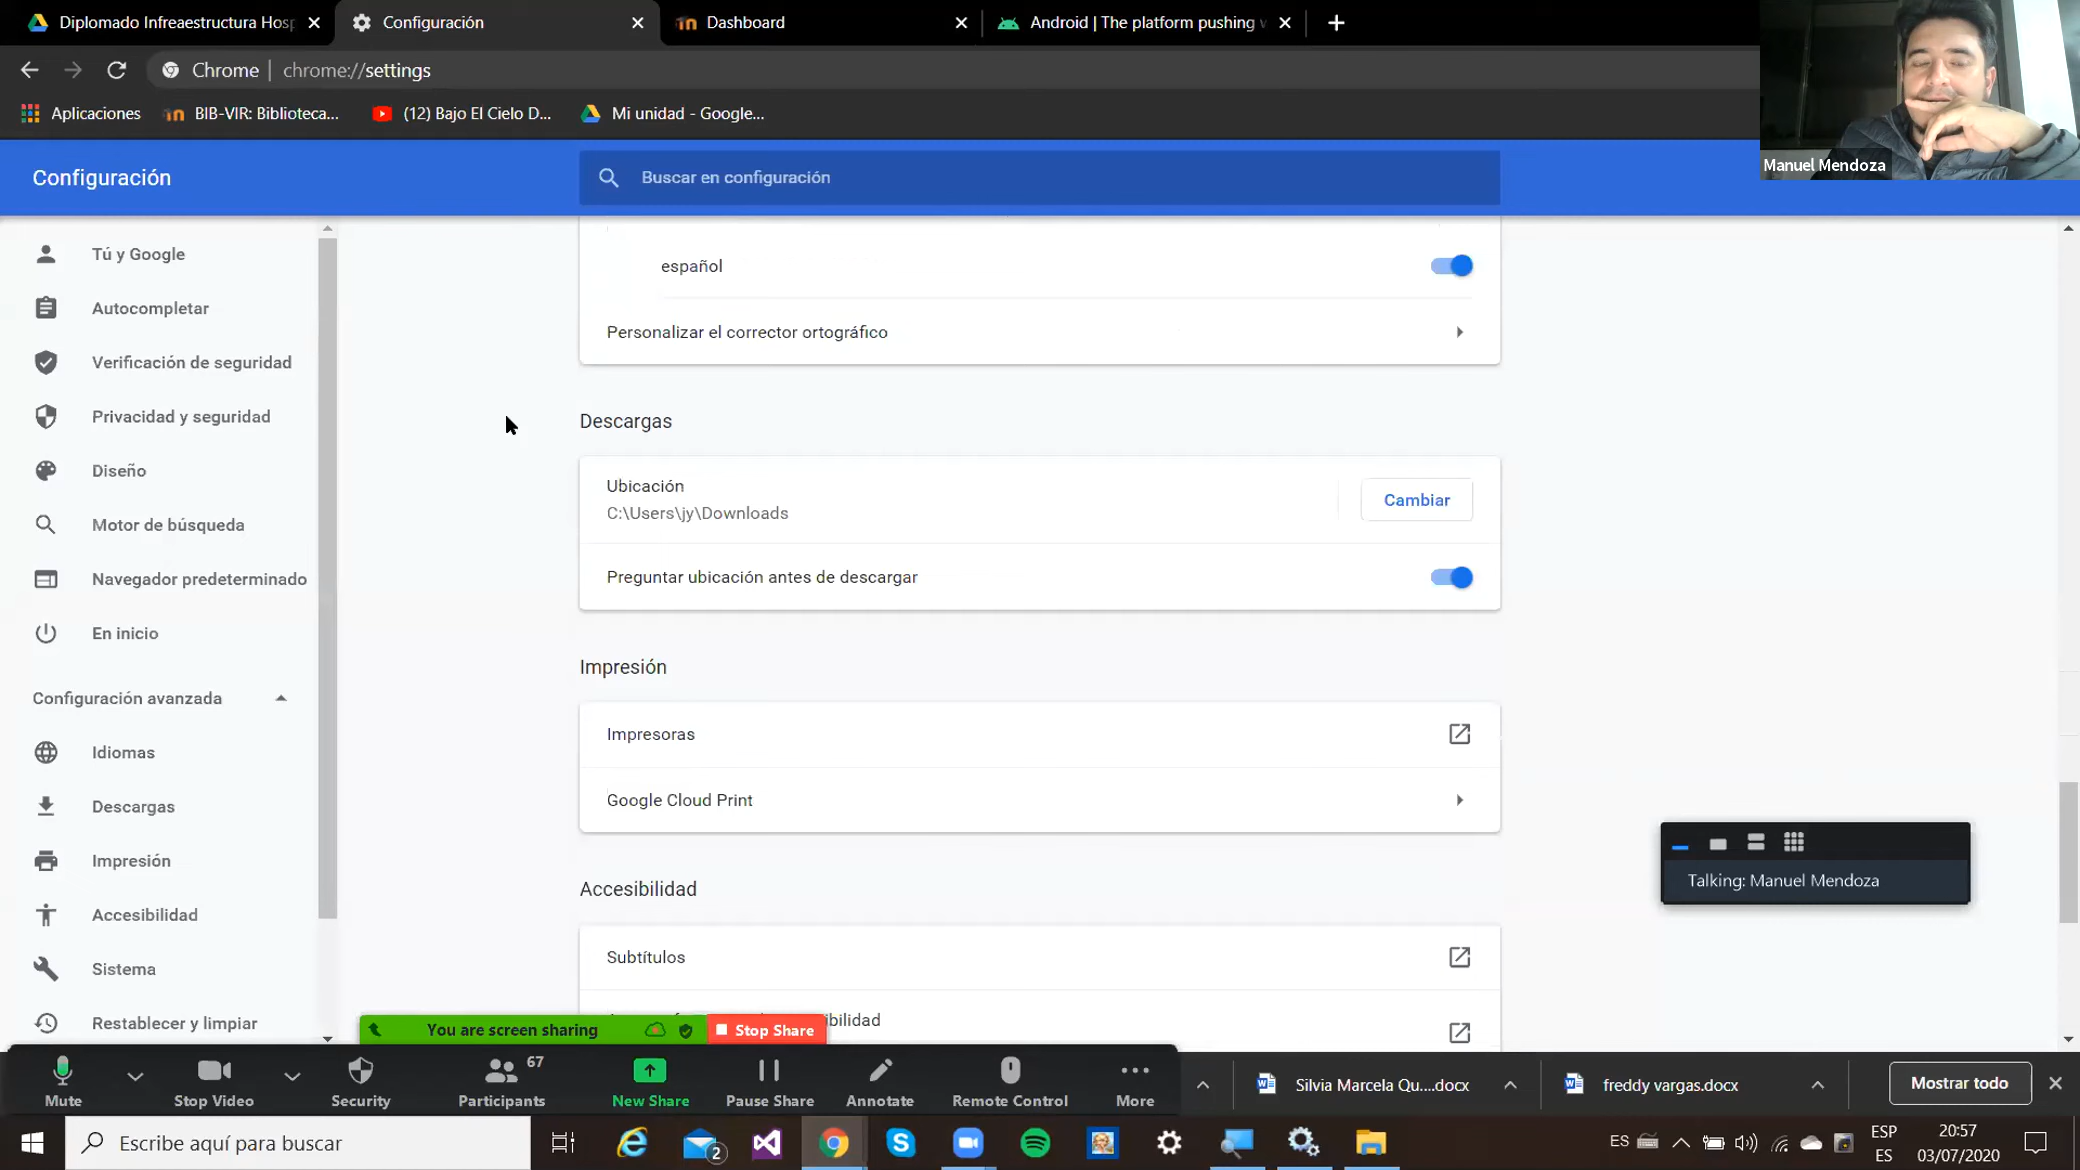 Diplomado Infraestructura Hosp
Configuración
Dashboard
Android | The platform pushing
Chrome | chrome://settings
Aplicaciones
BIB-VIR: Biblioteca...
(12) Bajo El Cielo D...
Mi unidad - Google...
Manuel Mendoza
Configuración
Buscar en configuración
Tú y Google
Autocompletar
Verificación de seguridad
Privacidad y seguridad
Diseño
Motor de búsqueda
Navegador predeterminado
En inicio
Configuración avanzada
Idiomas
Descargas
Impresión
Accesibilidad
Sistema
Restablecer y limpiar
español
Personalizar el corrector ortográfico
Descargas
Ubicación
C:\Users\jy\Downloads
Cambiar
Preguntar ubicación antes de descargar
Impresión
Impresoras
Google Cloud Print
Accesibilidad
Subtítulos
ibilidad
Talking: Manuel Mendoza
You are screen sharing
Stop Share
Mute
Stop Video
Security
67
Participants
New Share
Pause Share
Annotate
Remote Control
More
Silvia Marcela Qu....docx
freddy vargas.docx
Mostrar todo
Escribe aquí para buscar
2
ES
ESP
ES
20:57
03/07/2020